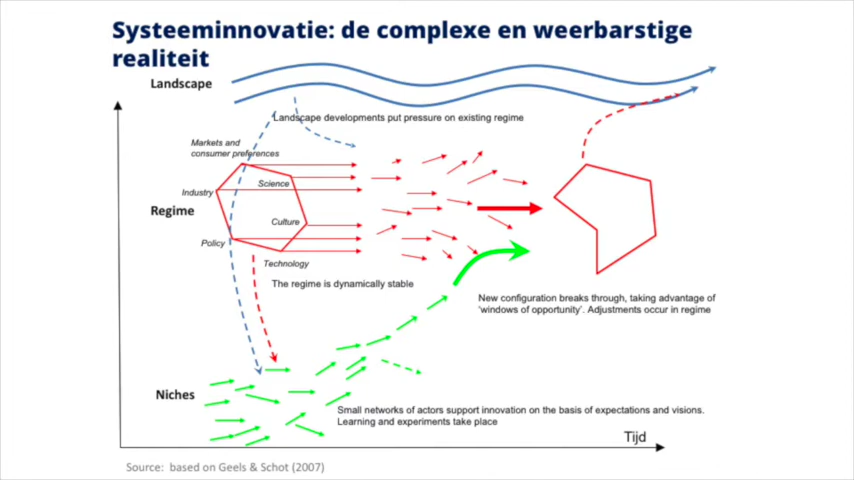 Systeeminnovatie: de complexe en weerbarstige
realiteit
Landscape
Landscape developments put pressure on existing regime
Markets and
consumer preferences
Science
Industry
Regime
Culture
Policy
Technology
The regime is dynamically stable
New configuration breaks through, taking advantage of
‘windows of opportunity’. Adjustments occur in regime
Niches
Small networks of actors support innovation on the basis of expectations and visions.
Learning and experiments take place
Tijd
Source: based on Geels & Schot (2007)